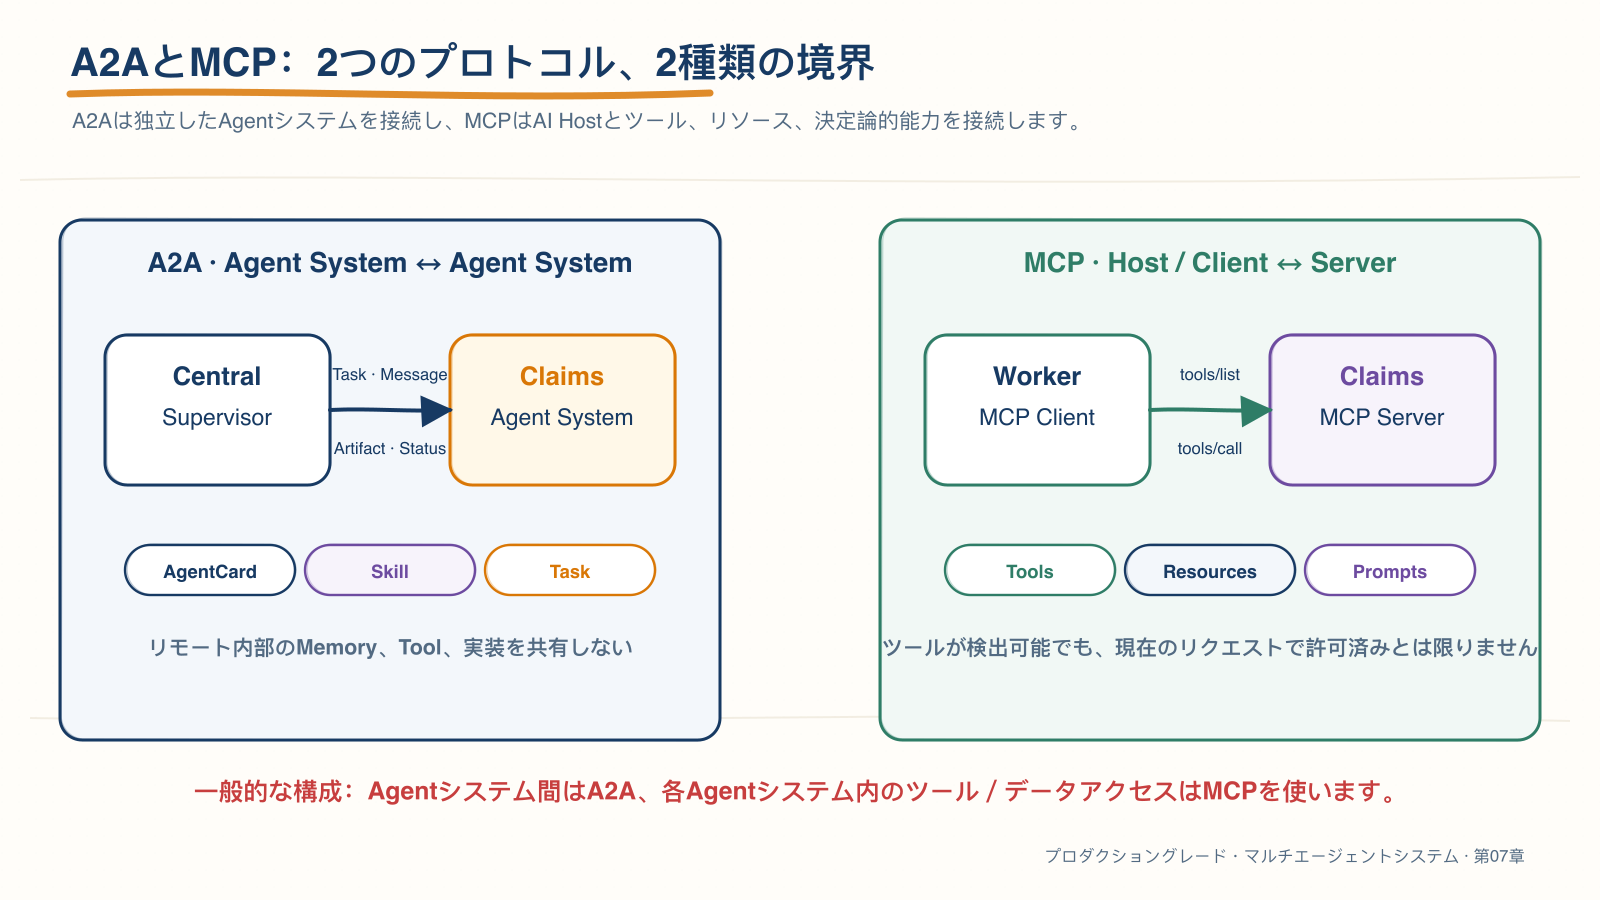 A2AとMCP：2つのプロトコル、2種類の境界
A2Aは独立したAgentシステムを接続し、MCPはAI Hostとツール、リソース、決定論的能力を接続します。
A2A · Agent System ↔ Agent System
Central
Supervisor
Task · Message
Artifact · Status
Claims
Agent System
AgentCard
Skill
Task
リモート内部のMemory、Tool、実装を共有しない
MCP · Host / Client ↔ Server
Worker
MCP Client
tools/list
tools/call
Claims
MCP Server
Tools
Resources
Prompts
ツールが検出可能でも、現在のリクエストで許可済みとは限りません
一般的な構成：Agentシステム間はA2A、各Agentシステム内のツール / データアクセスはMCPを使います。
プロダクショングレード · マルチエージェントシステム · 第07章